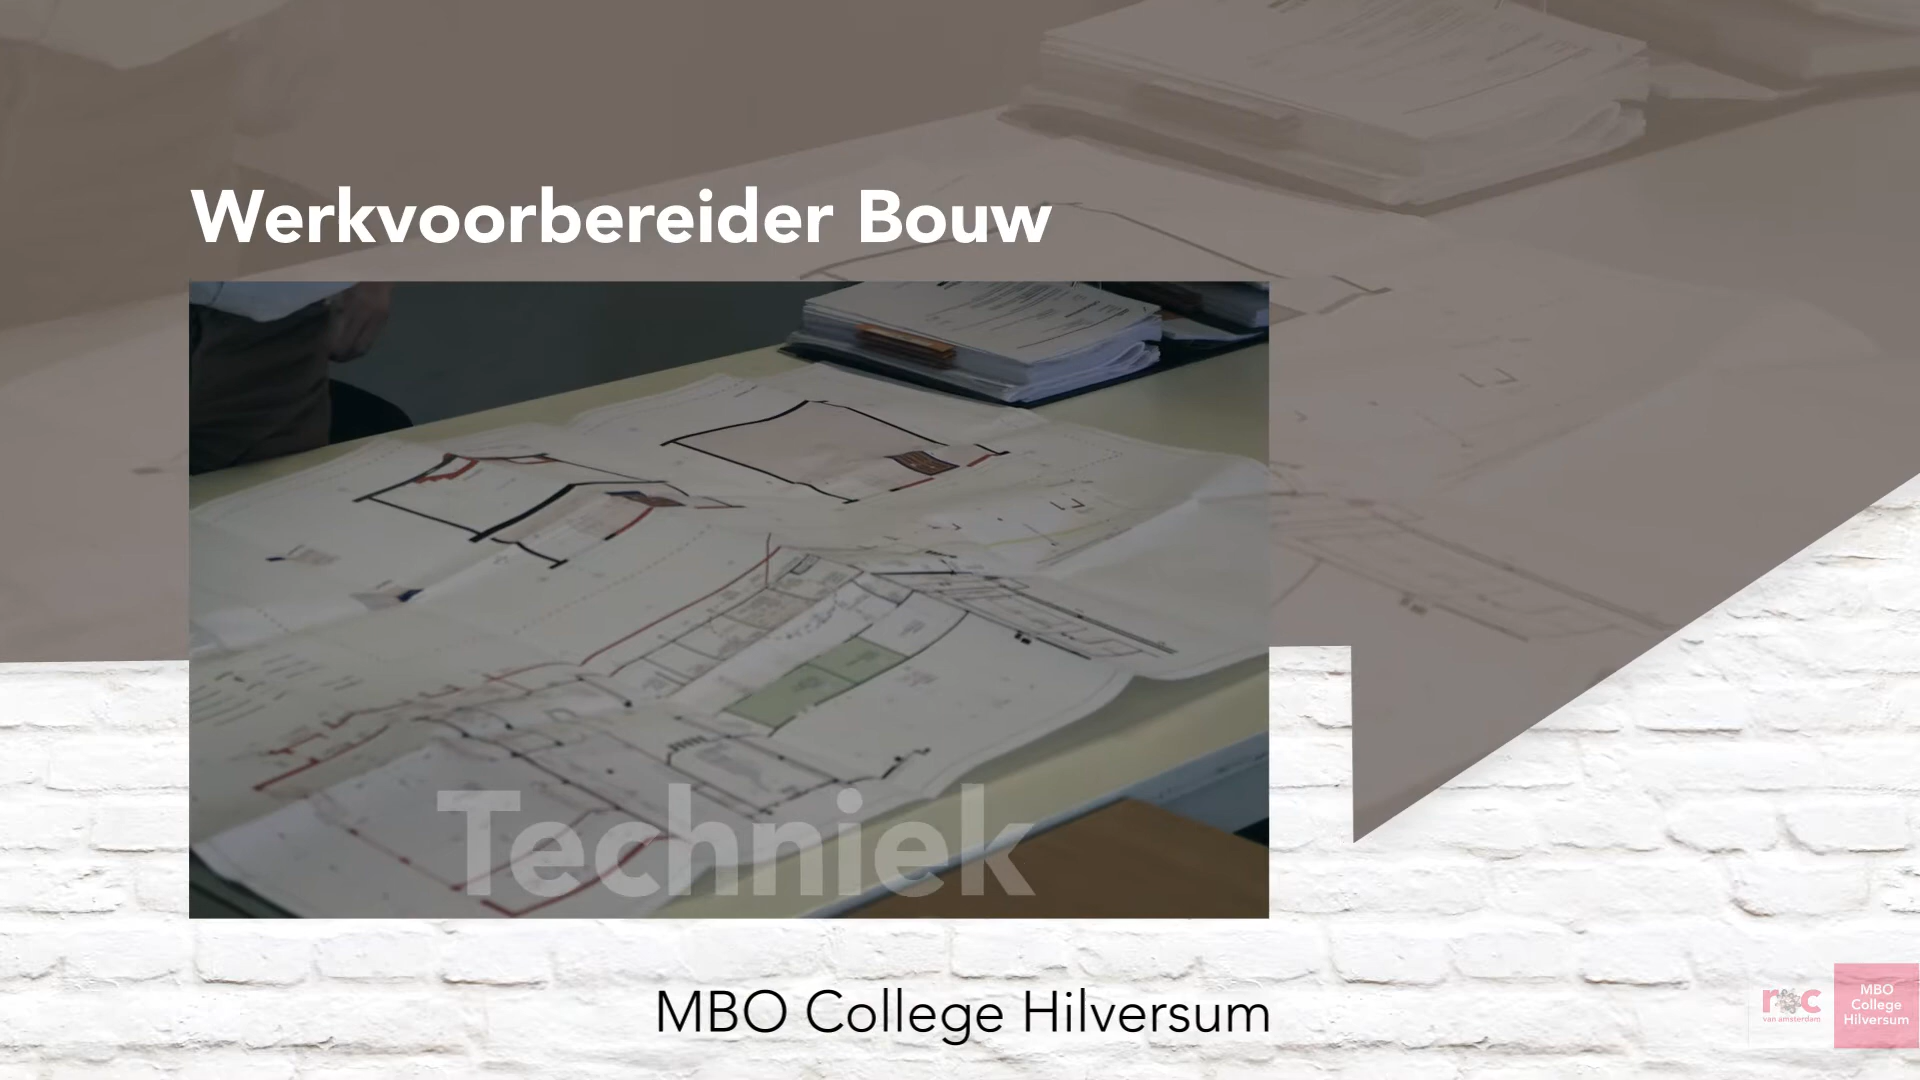 Werkvoorbereider Bouw
Techniek
MBO College Hilversum
roc
van amsterdam
MBO
College
Hilversum